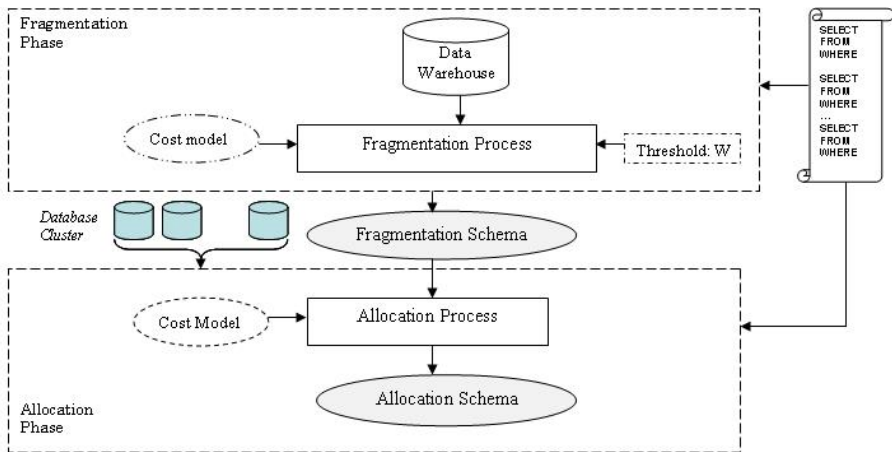 Fragmentation
Phase
Data
Warehouse
SELECT
FROM
WHERE
SELECT
FROM
WHERE
...
SELECT
FROM
WHERE
Cost model
Fragmentation Process
Threshold: W
Database
Cluster
Fragmentation Schema
Cost Model
Allocation Process
Allocation Schema
Allocation
Phase